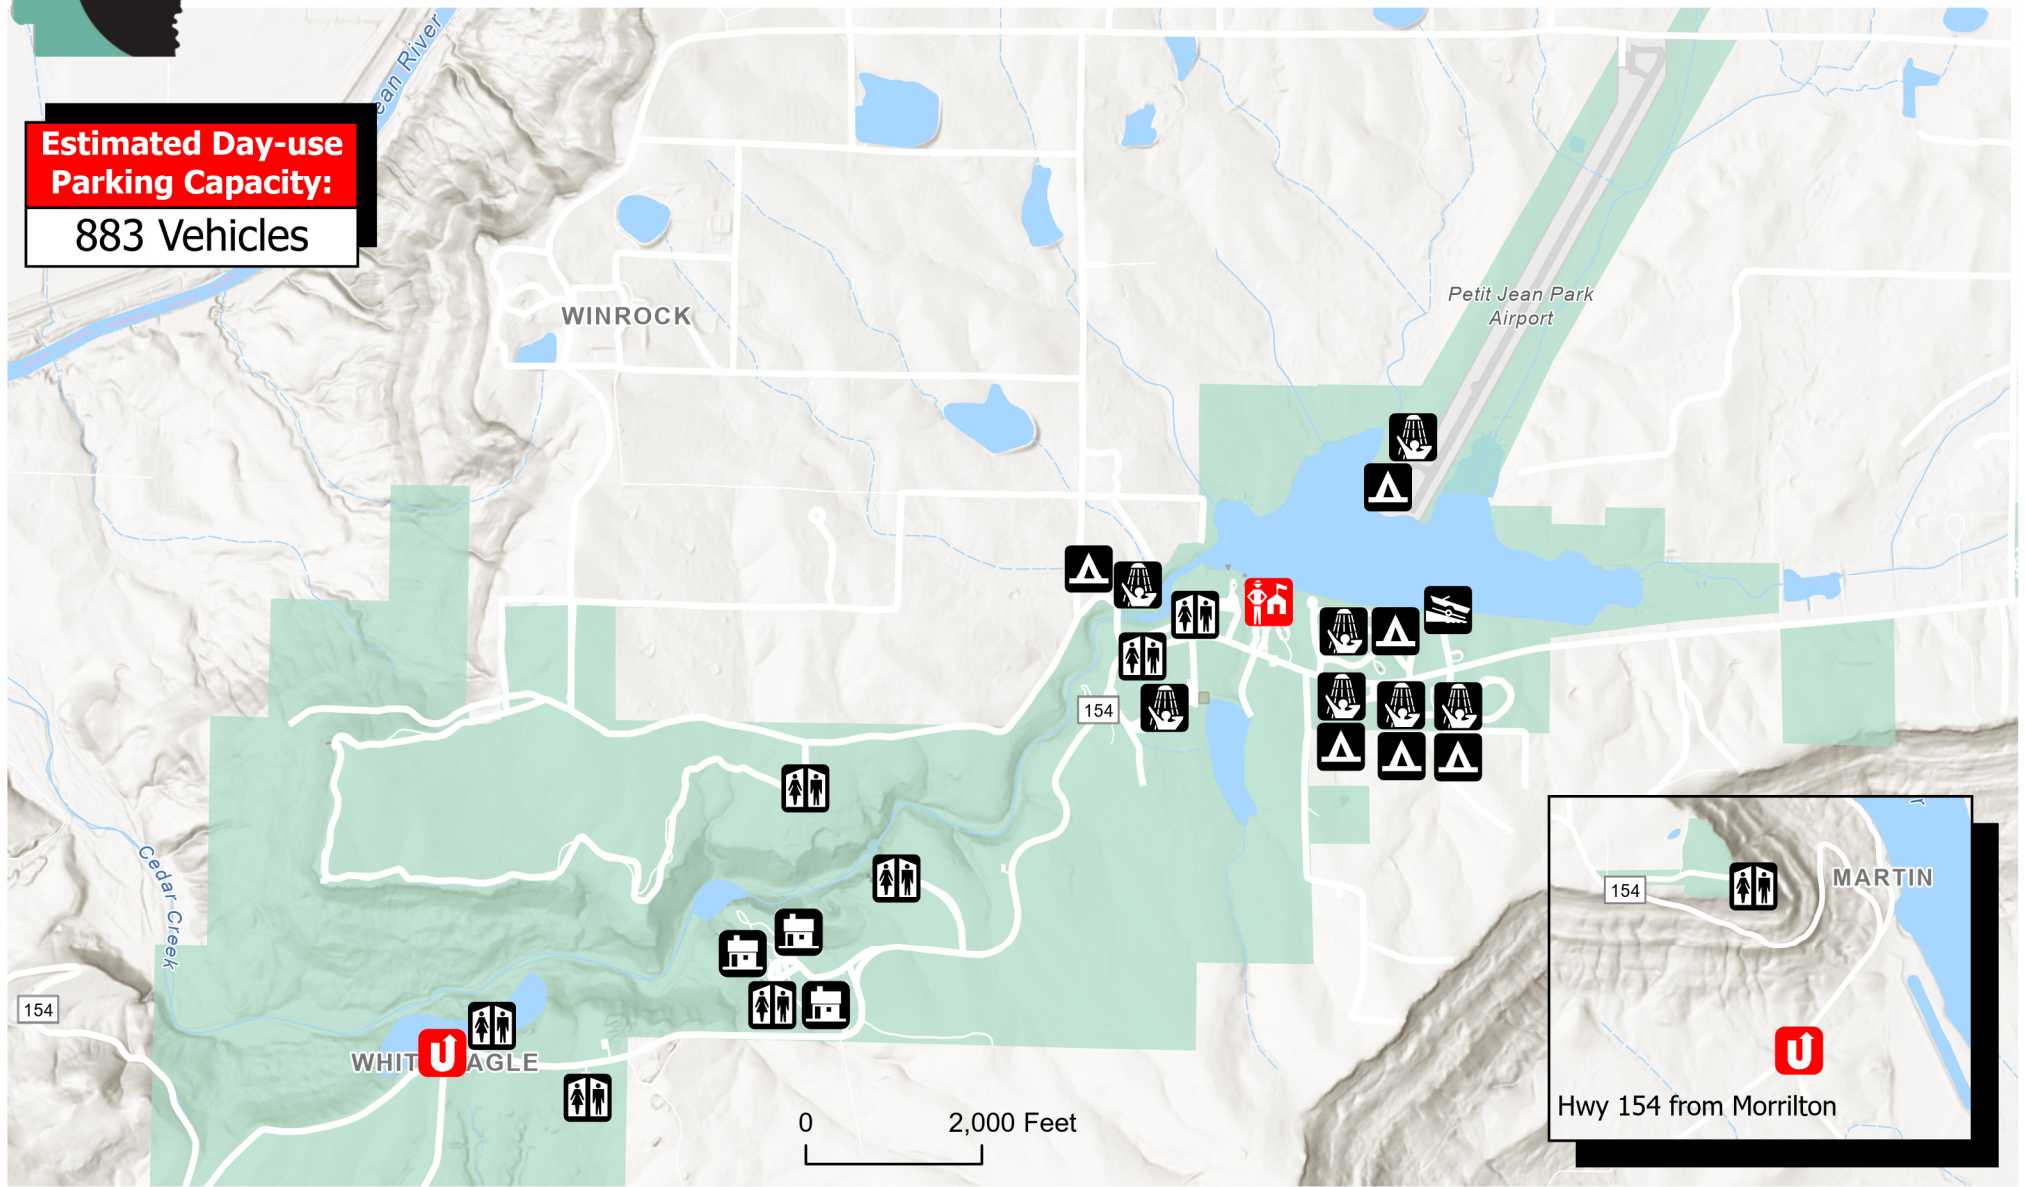 ean River
Estimated Day-use
Parking Capacity:
883 Vehicles
WINROCK
Petit Jean Park
Airport
154
Cedar Creek
154
WHIT AGLE
0 2,000 Feet
154
MARTIN
Hwy 154 from Morrilton